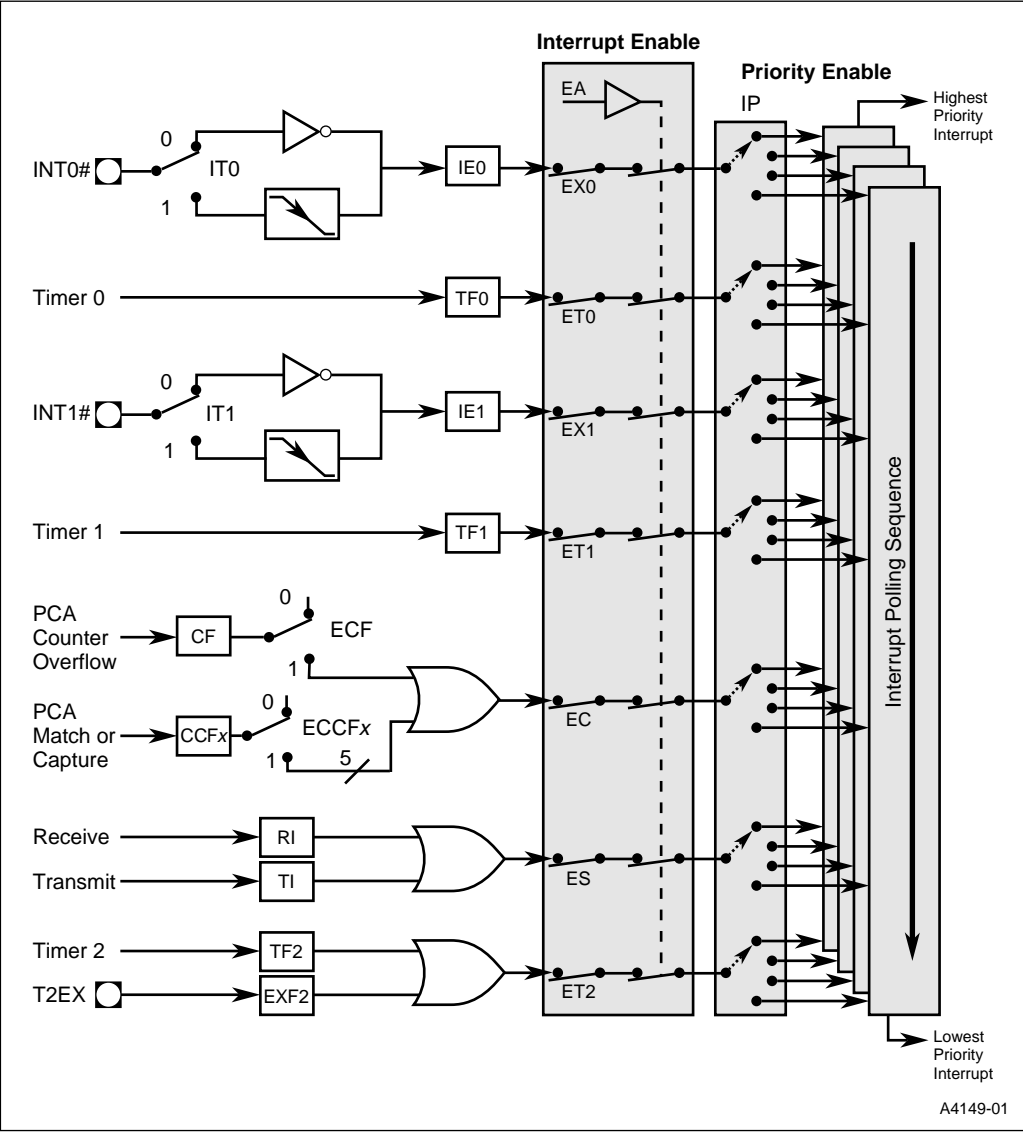 Interrupt Enable
Priority Enable
EA
IP
Highest
Priority
Interrupt
INT0#
0
1
IT0
IE0
EX0
Timer 0
TF0
ET0
INT1#
0
1
IT1
IE1
EX1
Timer 1
TF1
ET1
Interrupt Polling Sequence
PCA
Counter
Overflow
CF
0
1
ECF
PCA
Match or
Capture
CCFx
0
1
ECCFx
5
EC
Receive
RI
Transmit
TI
ES
Timer 2
TF2
T2EX
EXF2
ET2
Lowest
Priority
Interrupt
A4149-01